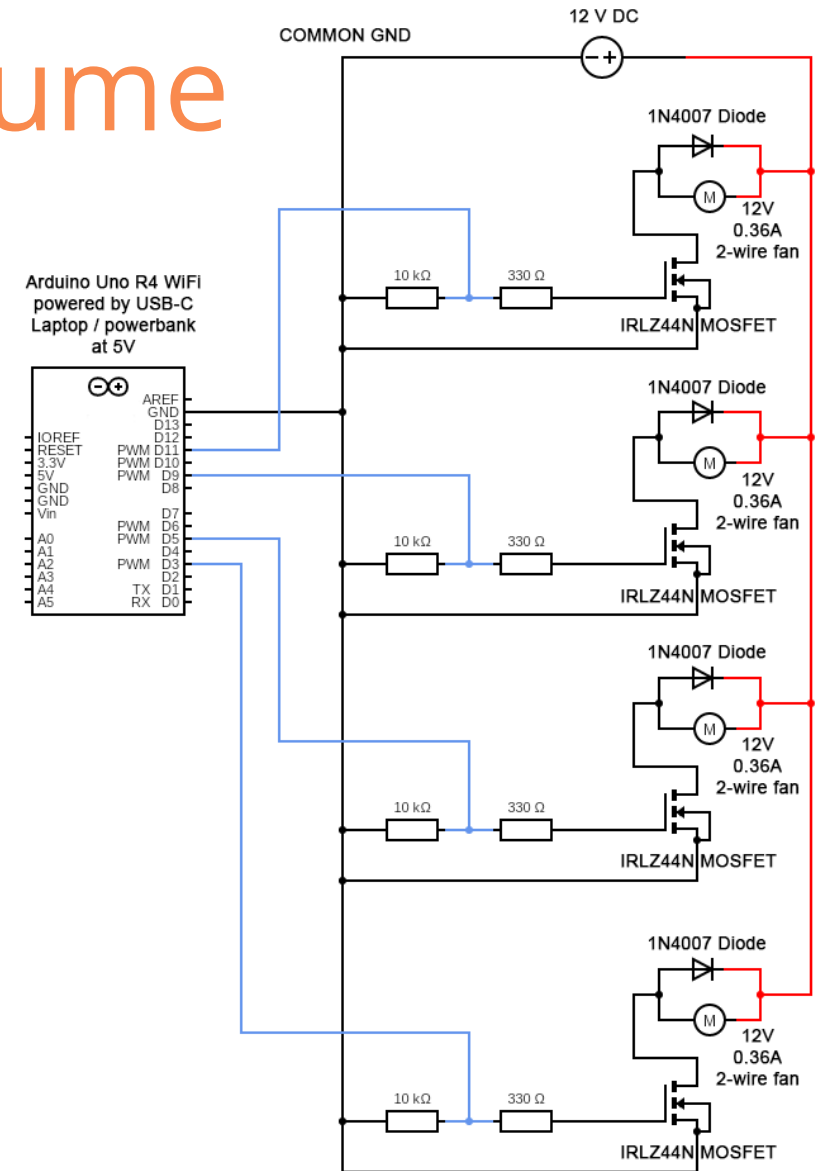 ume
12 V DC
COMMON GND
1N4007 Diode
M
12V
0.36A
2-wire fan
10 kΩ
330 Ω
IRLZ44N MOSFET
Arduino Uno R4 WiFi
powered by USB-C
Laptop / powerbank
at 5V
AREF
GND
D13
IOREF
D12
RESET
PWM D11
3.3V
PWM D10
5V
PWM D9
GND
D8
GND
Vin
D7
PWM D6
A0
PWM D5
A1
D4
A2
PWM D3
A3
D2
A4
TX D1
A5
RX D0
1N4007 Diode
M
12V
0.36A
2-wire fan
10 kΩ
330 Ω
IRLZ44N MOSFET
1N4007 Diode
M
12V
0.36A
2-wire fan
10 kΩ
330 Ω
IRLZ44N MOSFET
1N4007 Diode
M
12V
0.36A
2-wire fan
10 kΩ
330 Ω
IRLZ44N MOSFET